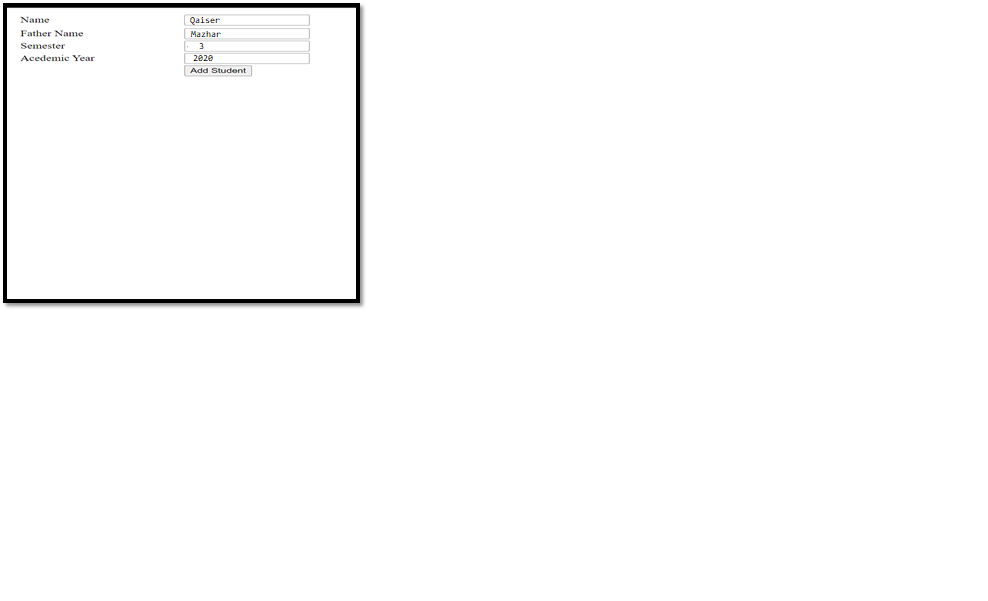 Name Qaiser
Father Name Mazhar
Semester 3
Acedemic Year 2020
Add Student